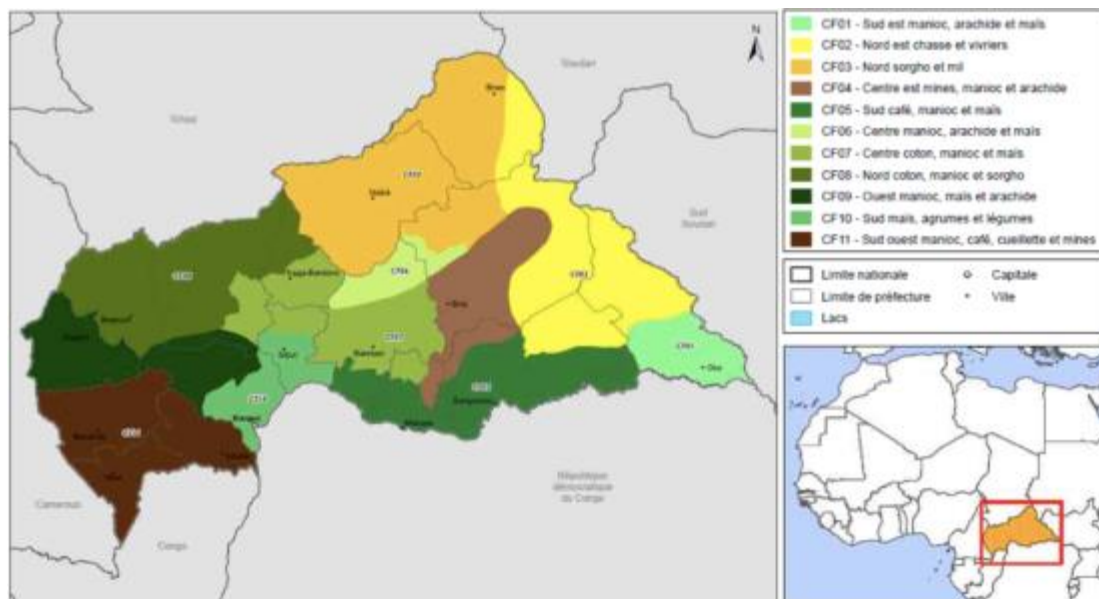 CF01 - Sud est manioc, arachide et maïs
CF02 - Nord est chasse et vivriers
CF03 - Nord sorgho et mil
CF04 - Centre est mines, manioc et arachide
CF05 - Sud café, manioc et maïs
CF06 - Centre manioc, arachide et maïs
CF07 - Centre coton, manioc et maïs
CF08 - Nord coton, manioc et sorgho
CF09 - Ouest manioc, maïs et arachide
CF10 - Sud maïs, agrumes et légumes
CF11 - Sud ouest manioc, café, cueillette et mines
Limite nationale
Capitale
Limite de préfecture
Ville
Lacs
N
Soudan
Birao
Tchad
Sud
Soudan
Ndélé
CF06
Kaga-Bandoro
Bria
CF07
Bambari
Sibut
CF01
Obo
Bangassou
République
démocratique
du Congo
Cameroun
Congo